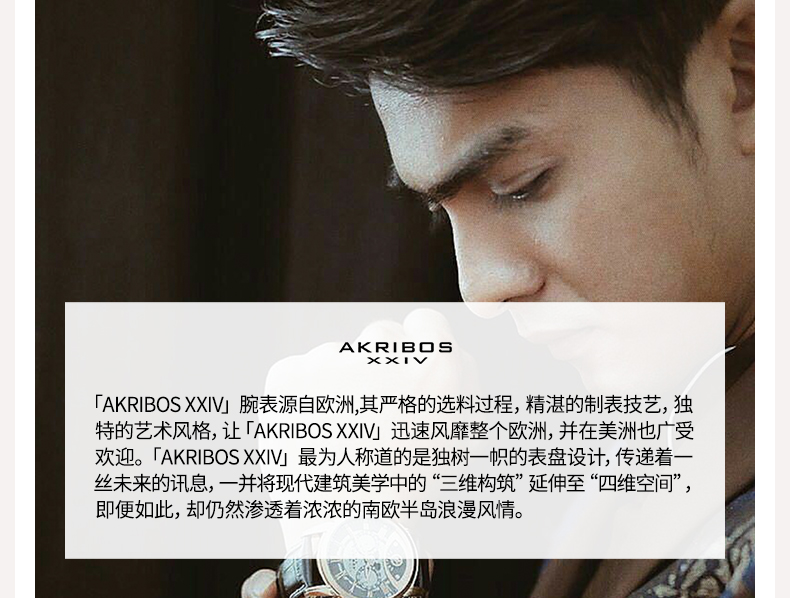 AKRIBOS
XXIV
「AKRIBOS XXIV」腕表源自欧洲,其严格的选料过程，精湛的制表技艺，独
特的艺术风格，让「AKRIBOS XXIV」迅速风靡整个欧洲，并在美洲也广受
欢迎。「AKRIBOS XXIV」最为人称道的是独树一帜的表盘设计，传递着一
丝未来的讯息，一并将现代建筑美学中的“三维构筑”延伸至“四维空间”，
即便如此，却仍然渗透着浓浓的南欧半岛浪漫风情。